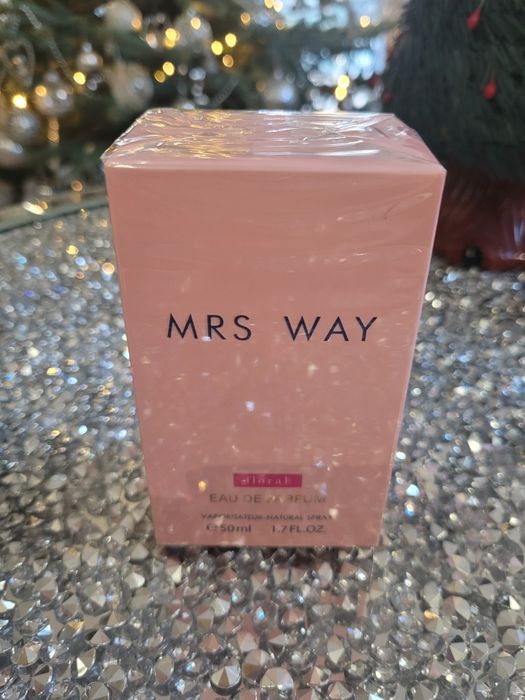 MRS WAY
floral
EAU DE PARFUM
VAPORISATEUR NATURAL SPRAY
℮50ml 1.7FL.OZ.